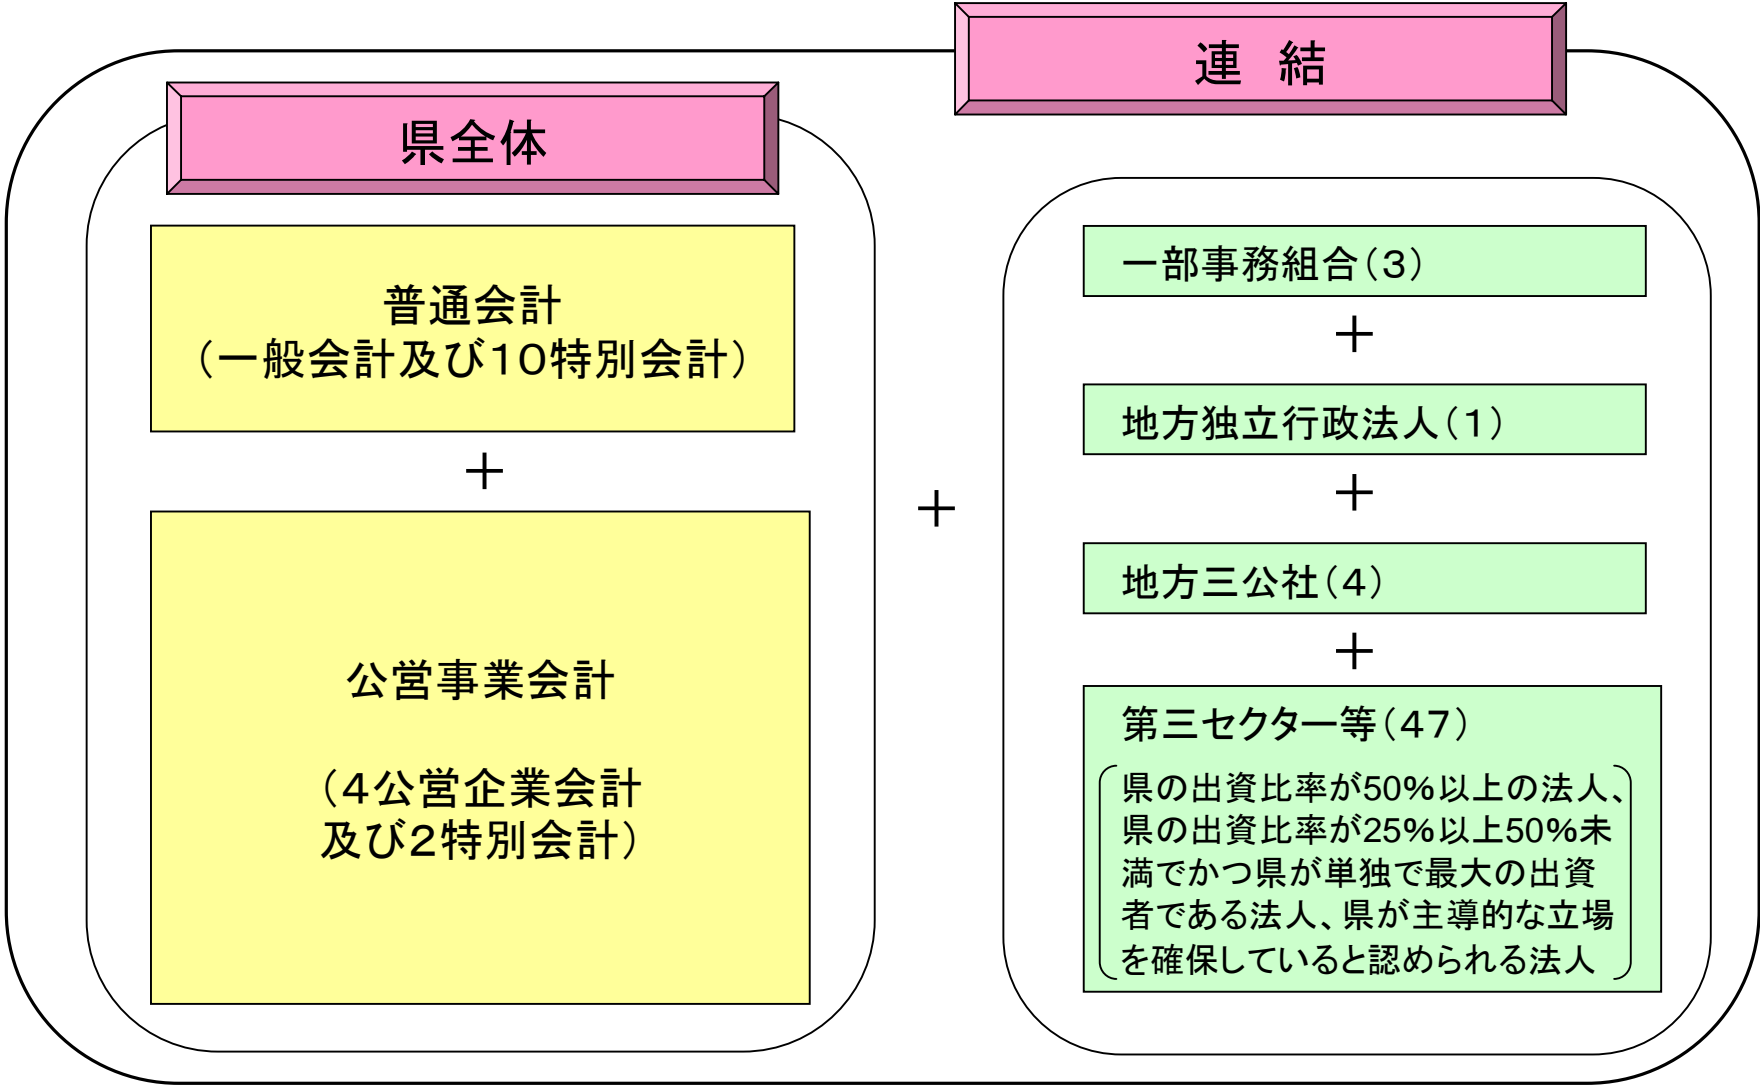 連　結
県全体
普通会計
（一般会計及び１０特別会計）
＋
公営事業会計
（４公営企業会計
及び２特別会計）
＋
一部事務組合（３）
＋
地方独立行政法人（１）
＋
地方三公社（４）
＋
第三セクター等（４７）
県の出資比率が50％以上の法人、
県の出資比率が25％以上50％未
満でかつ県が単独で最大の出資
者である法人、県が主導的な立場
を確保していると認められる法人